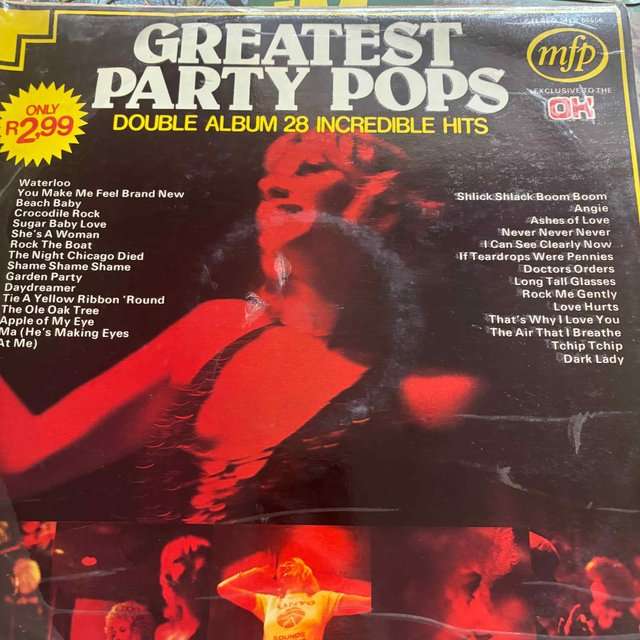 GREATEST
PARTY POPS
DOUBLE ALBUM 28 INCREDIBLE HITS
mfp
EXCLUSIVE TO THE
OK
ONLY
R2,99
Waterloo
You Make Me Feel Brand New
Beach Baby
Crocodile Rock
Sugar Baby Love
She's A Woman
Rock The Boat
The Night Chicago Died
Shame Shame Shame
Garden Party
Daydreamer
Tie A Yellow Ribbon 'Round
The Ole Oak Tree
Apple of My Eye
Ma (He's Making Eyes
At Me)
Shlick Shlack Boom Boom
Angie
Ashes of Love
Never Never Never
I Can See Clearly Now
If Teardrops Were Pennies
Doctors Orders
Long Tall Glasses
Rock Me Gently
Love Hurts
That's Why I Love You
The Air That I Breathe
Tchip Tchip
Dark Lady